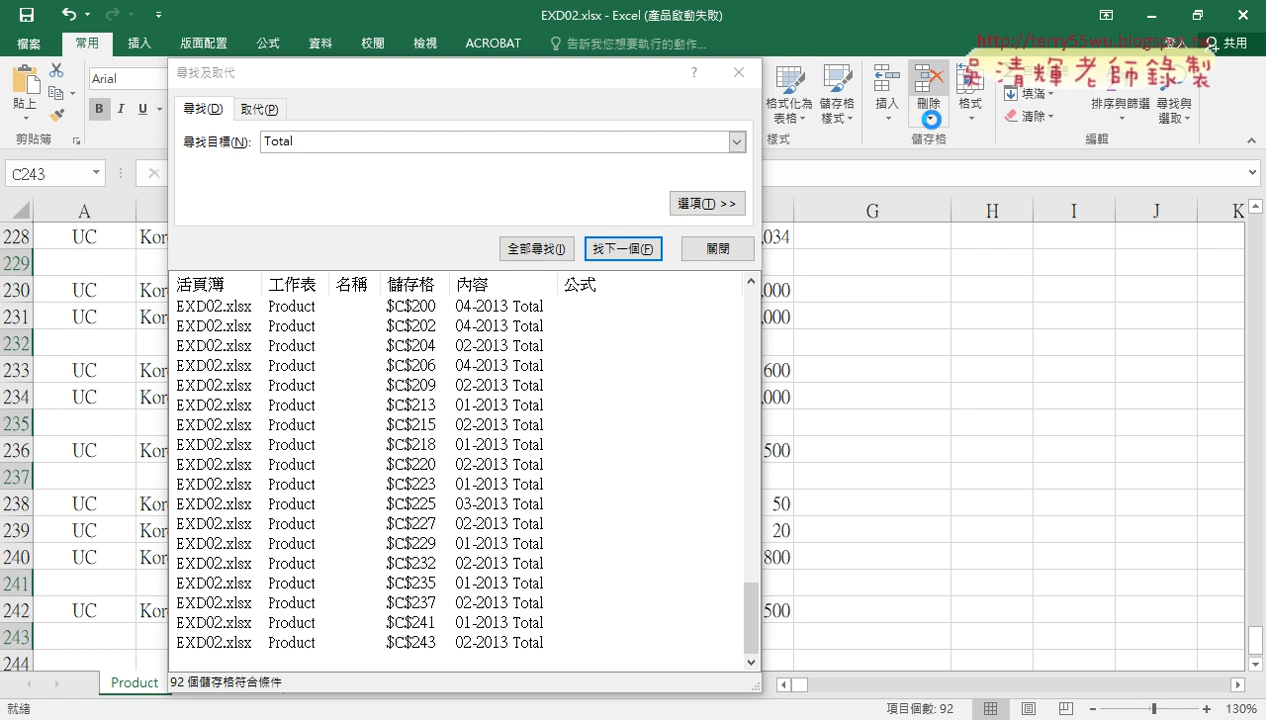 EXD02.xlsx - Excel (產品啟動失敗)
檔案 常用 插入 版面配置 公式 資料 校閱 檢視 ACROBAT 告訴我您想要執行的動作... 登入 共用
http://terry55wu.blogspot.tw
吳清輝老師錄製
貼上
剪貼簿
Arial
B I U
格式化為表格 儲存格樣式 插入 刪除 格式 填滿 清除 排序與篩選 尋找與選取
樣式 儲存格 編輯
尋找及取代
尋找(D) 取代(P)
尋找目標(N): Total
選項(T) >>
全部尋找(I) 找下一個(F) 關閉
活頁簿 工作表 名稱 儲存格 內容 公式
EXD02.xlsx Product $C$200 04-2013 Total
EXD02.xlsx Product $C$202 04-2013 Total
EXD02.xlsx Product $C$204 02-2013 Total
EXD02.xlsx Product $C$206 04-2013 Total
EXD02.xlsx Product $C$209 02-2013 Total
EXD02.xlsx Product $C$213 01-2013 Total
EXD02.xlsx Product $C$215 02-2013 Total
EXD02.xlsx Product $C$218 01-2013 Total
EXD02.xlsx Product $C$220 02-2013 Total
EXD02.xlsx Product $C$223 01-2013 Total
EXD02.xlsx Product $C$225 03-2013 Total
EXD02.xlsx Product $C$227 02-2013 Total
EXD02.xlsx Product $C$229 01-2013 Total
EXD02.xlsx Product $C$232 02-2013 Total
EXD02.xlsx Product $C$235 01-2013 Total
EXD02.xlsx Product $C$237 02-2013 Total
EXD02.xlsx Product $C$241 01-2013 Total
EXD02.xlsx Product $C$243 02-2013 Total
92 個儲存格符合條件
C243
A G H I J K
228 UC Kor ,034
229
230 UC Kor ,000
231 UC Kor ,000
232
233 UC Kor 600
234 UC Kor ,000
235
236 UC Kor 500
237
238 UC Kor 50
239 UC Kor 20
240 UC Kor 800
241
242 UC Kor 500
243
244
Product
就緒 項目個數: 92 130%